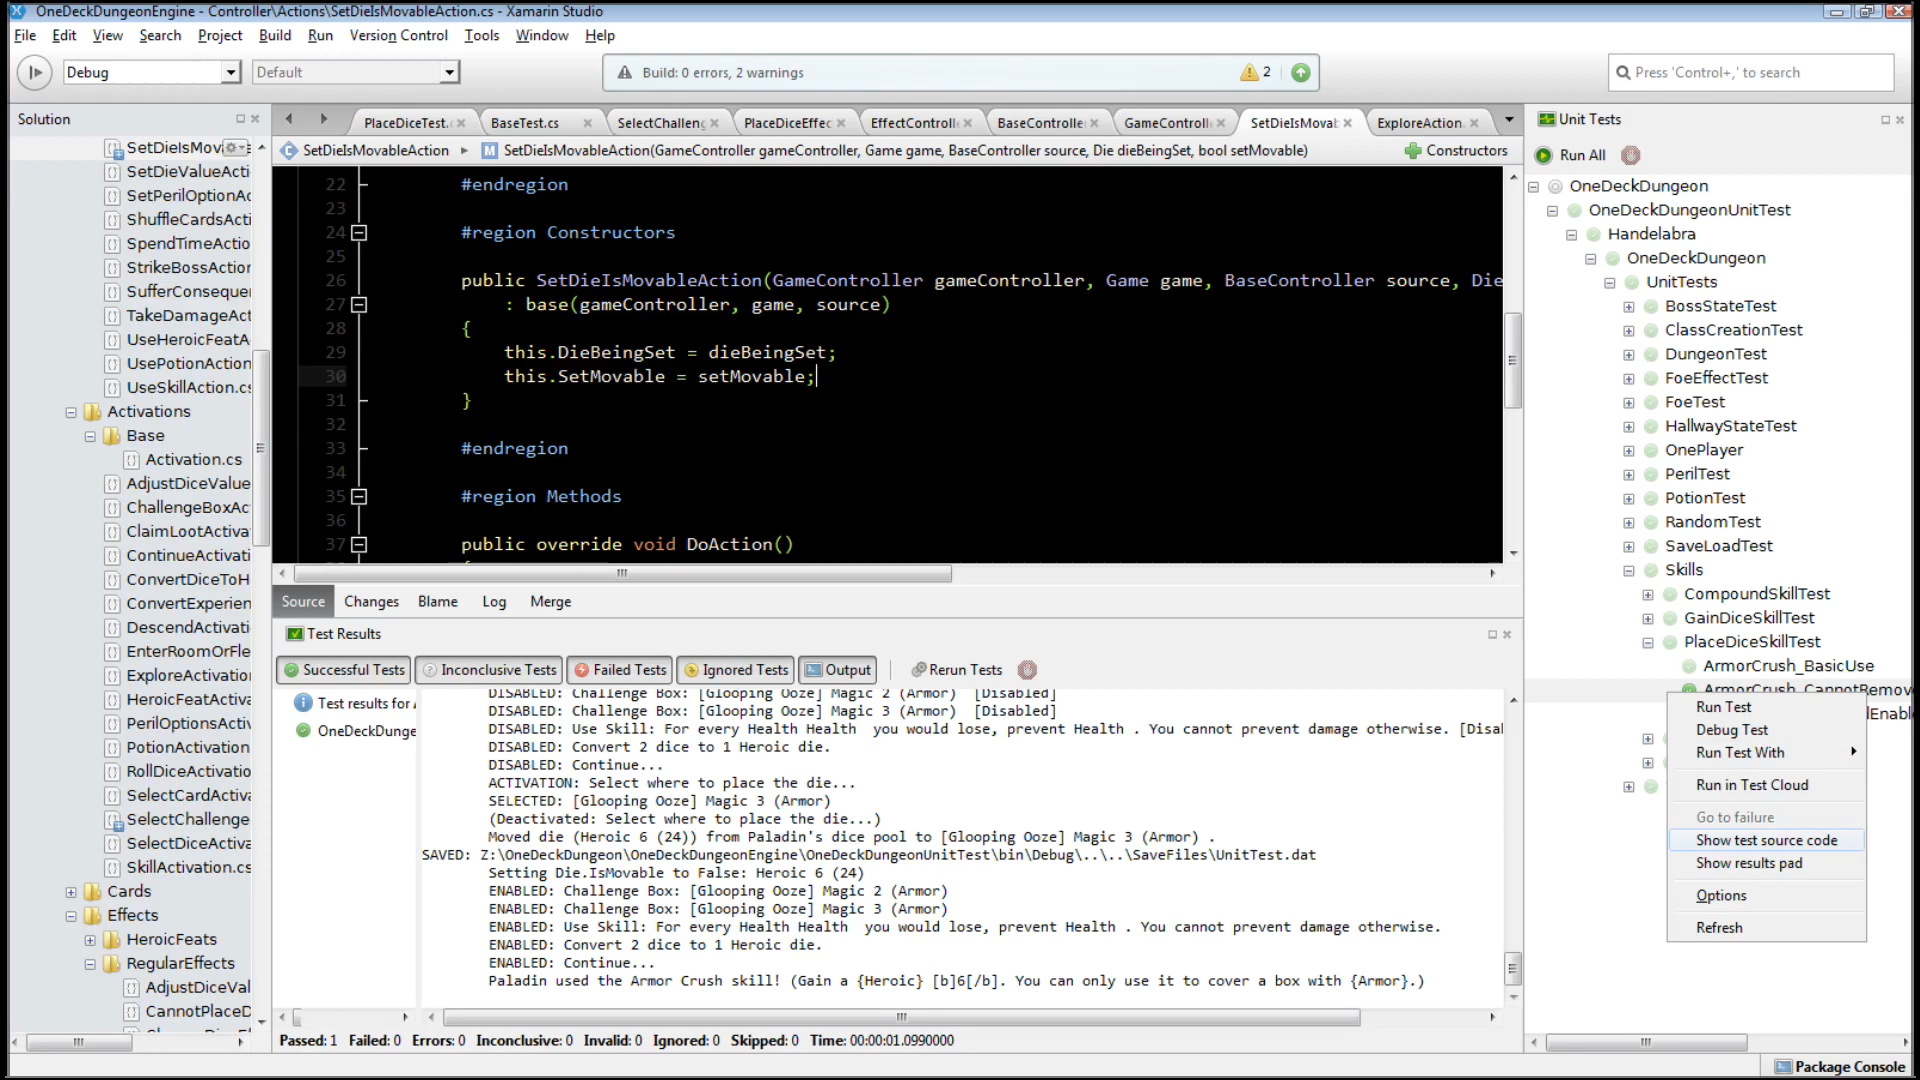 OneDeckDungeonEngine - Controller\Actions\SetDieIsMovableAction.cs - Xamarin Studio
File Edit View Search Project Build Run Version Control Tools Window Help
Debug Default Build: 0 errors, 2 warnings 2 Press 'Control+,' to search
Solution
SetDieIsMova
SetDieValueActi
SetPerilOptionAc
ShuffleCardsActi
SpendTimeActio
StrikeBossAction
SufferConsequer
TakeDamageAct
UseHeroicFeatA
UsePotionAction
UseSkillAction.cs
Activations
Base
Activation.cs
AdjustDiceValue
ChallengeBoxAc
ClaimLootActiva
ContinueActivati
ConvertDiceToH
ConvertExperien
DescendActivati
EnterRoomOrFle
ExploreActivatio
HeroicFeatActiva
PerilOptionsActiv
PotionActivation
RollDiceActivatio
SelectCardActiva
SelectChallenge
SelectDiceActiva
SkillActivation.cs
Cards
Effects
HeroicFeats
RegularEffects
AdjustDiceVal
CannotPlaceD
PlaceDiceTest. BaseTest.cs SelectChalleng PlaceDiceEffec EffectControll BaseControlle GameControll SetDieIsMovab ExploreAction.
SetDieIsMovableAction SetDieIsMovableAction(GameController gameController, Game game, BaseController source, Die dieBeingSet, bool setMovable) Constructors
22 #endregion
23
24 #region Constructors
25
26 public SetDieIsMovableAction(GameController gameController, Game game, BaseController source, Die
27 : base(gameController, game, source)
28 {
29 this.DieBeingSet = dieBeingSet;
30 this.SetMovable = setMovable;
31 }
32
33 #endregion
34
35 #region Methods
36
37 public override void DoAction()
Source Changes Blame Log Merge
Test Results
Successful Tests Inconclusive Tests Failed Tests Ignored Tests Output Rerun Tests
Test results for
OneDeckDunge
DISABLED: Challenge Box: [Glooping Ooze] Magic 2 (Armor) [Disabled]
DISABLED: Challenge Box: [Glooping Ooze] Magic 3 (Armor) [Disabled]
DISABLED: Use Skill: For every Health Health you would lose, prevent Health . You cannot prevent damage otherwise. [Disal
DISABLED: Convert 2 dice to 1 Heroic die.
DISABLED: Continue...
ACTIVATION: Select where to place the die...
SELECTED: [Glooping Ooze] Magic 3 (Armor)
(Deactivated: Select where to place the die...)
Moved die (Heroic 6 (24)) from Paladin's dice pool to [Glooping Ooze] Magic 3 (Armor) .
SAVED: Z:\OneDeckDungeon\OneDeckDungeonEngine\OneDeckDungeonUnitTest\bin\Debug\..\..\SaveFiles\UnitTest.dat
Setting Die.IsMovable to False: Heroic 6 (24)
ENABLED: Challenge Box: [Glooping Ooze] Magic 2 (Armor)
ENABLED: Challenge Box: [Glooping Ooze] Magic 3 (Armor)
ENABLED: Use Skill: For every Health Health you would lose, prevent Health . You cannot prevent damage otherwise.
ENABLED: Convert 2 dice to 1 Heroic die.
ENABLED: Continue...
Paladin used the Armor Crush skill! (Gain a {Heroic} [b]6[/b]. You can only use it to cover a box with {Armor}.)
Passed: 1 Failed: 0 Errors: 0 Inconclusive: 0 Invalid: 0 Ignored: 0 Skipped: 0 Time: 00:00:01.0990000
Unit Tests
Run All
OneDeckDungeon
OneDeckDungeonUnitTest
Handelabra
OneDeckDungeon
UnitTests
BossStateTest
ClassCreationTest
DungeonTest
FoeEffectTest
FoeTest
HallwayStateTest
OnePlayer
PerilTest
PotionTest
RandomTest
SaveLoadTest
Skills
CompoundSkillTest
GainDiceSkillTest
PlaceDiceSkillTest
ArmorCrush_BasicUse
ArmorCrush_CannotRemov
dEnabl
Run Test
Debug Test
Run Test With
Run in Test Cloud
Go to failure
Show test source code
Show results pad
Options
Refresh
Package Console